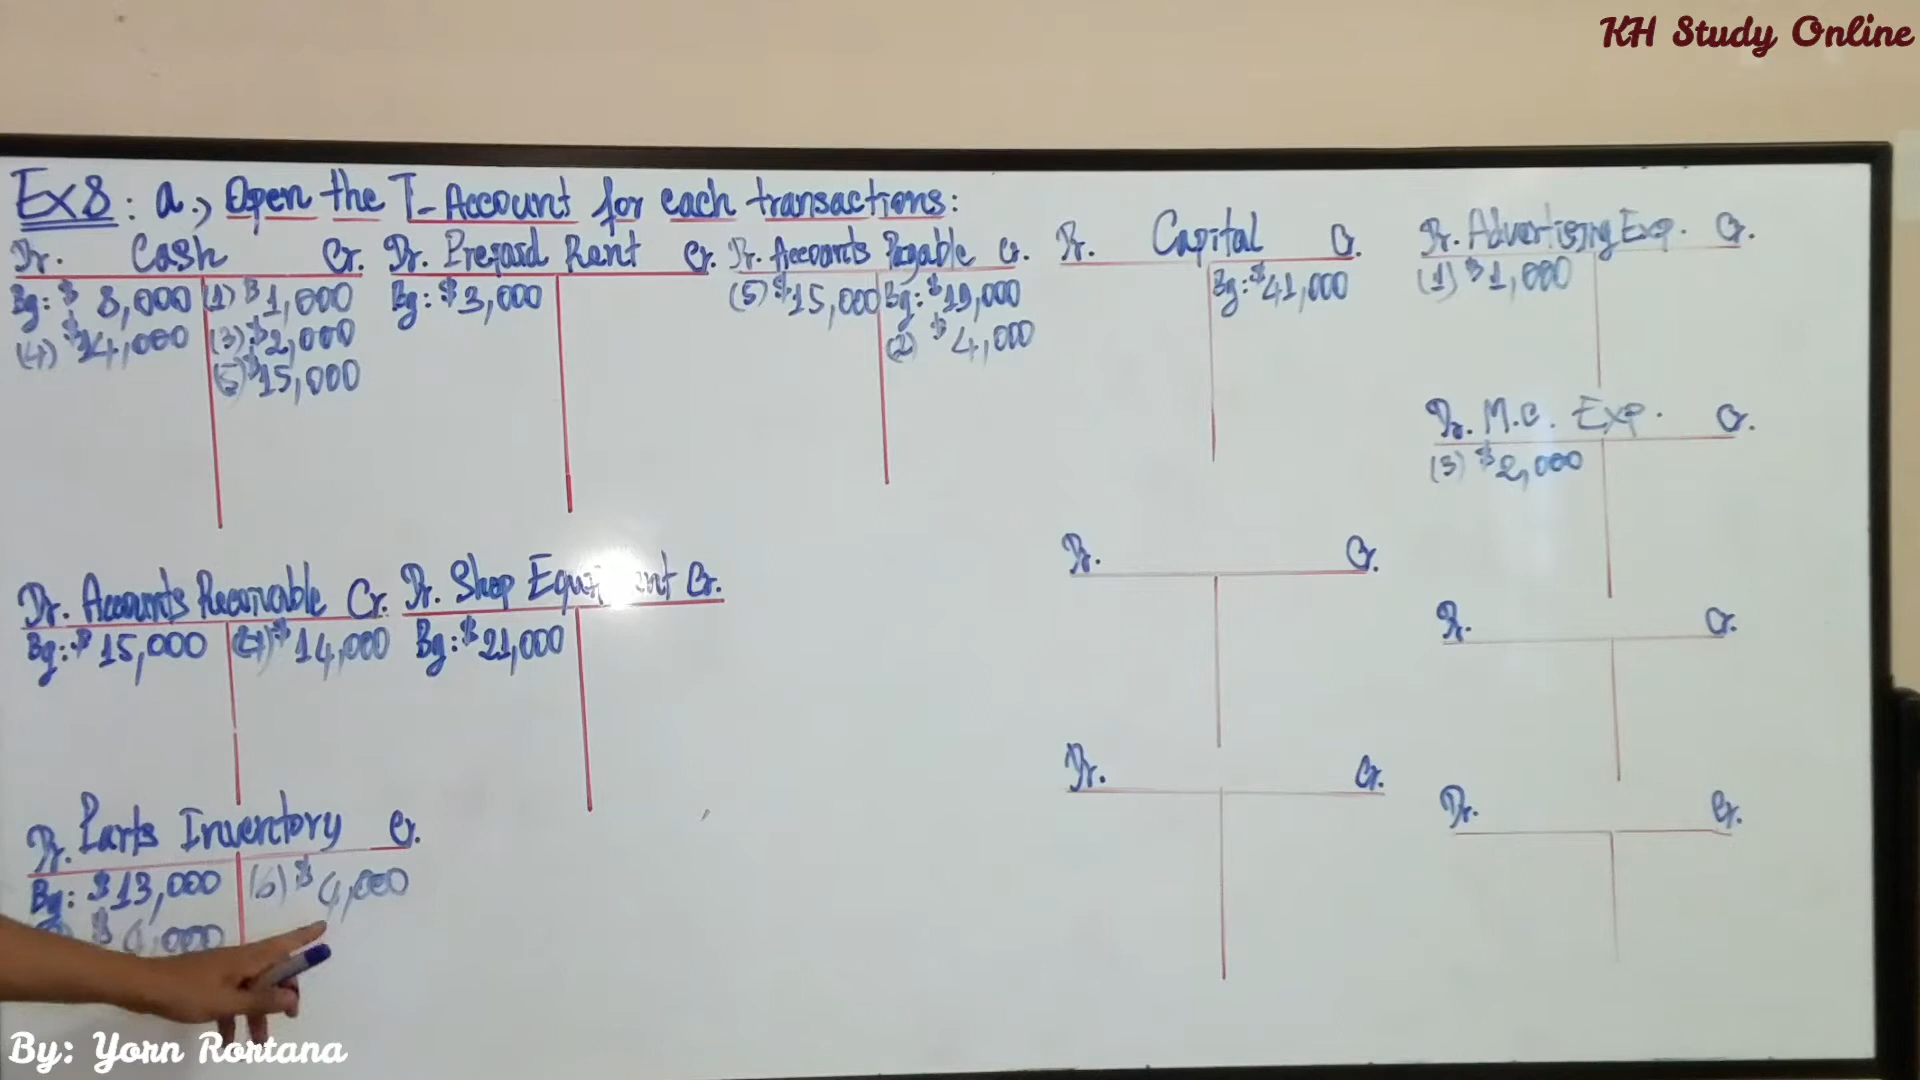 KH Study Online
Ex8: a., Open the T-Account for each transactions:
Dr. Cash Cr.
Bg: $ 8,000 (1) $ 1,000
(4) $14,000 (3) $2,000
(5) $15,000
Dr. Prepaid Rent Cr.
Bg: $3,000
Dr. Accounts Payable Cr.
(5) $15,000 Bg: $19,000
(2) $4,000
Dr. Capital Cr.
Bg: $41,000
Dr. Advertising Exp. Cr.
(1) $1,000
Dr. M.C. Exp. Cr.
(3) $2,000
Dr. Accounts Receivable Cr.
Bg: $15,000 (4) $14,000
Dr. Shop Equipment Cr.
Bg: $21,000
Dr. Cr.
Dr. Cr.
Dr. Cr.
Dr. Cr.
Dr. Parts Inventory Cr.
Bg: $13,000 (6) $4,000
$4,000
By: Yorn Rortana